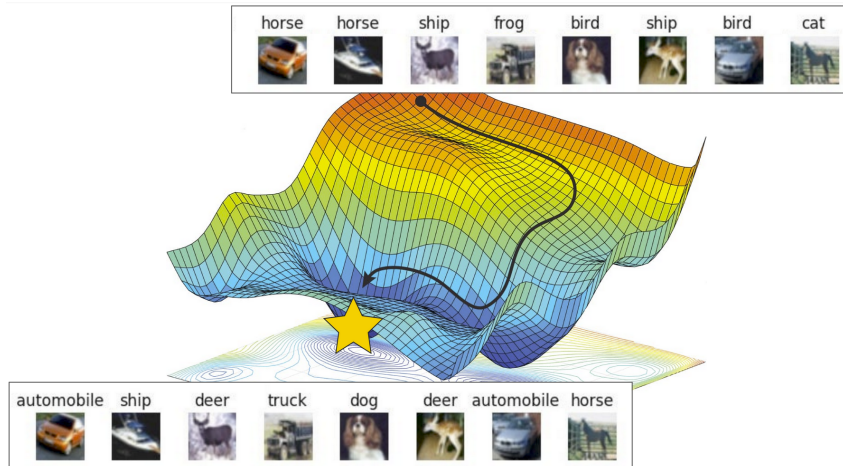 horse horse ship frog bird ship bird cat
automobile ship deer truck dog deer automobile horse